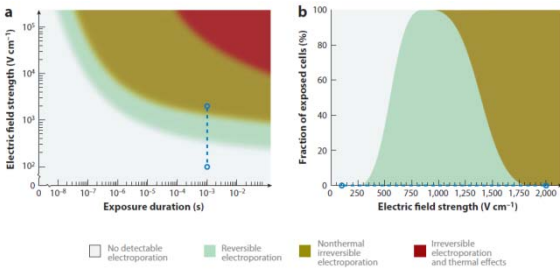 a
Electric field strength (V cm⁻¹)
10⁵
10⁴
10³
10²
0
0 10⁻⁸ 10⁻⁷ 10⁻⁶ 10⁻⁵ 10⁻⁴ 10⁻³ 10⁻²
Exposure duration (s)
b
Fraction of exposed cells (%)
100
80
60
40
20
0
0 250 500 750 1,000 1,250 1,500 1,750 2,000
Electric field strength (V cm⁻¹)
No detectable
electroporation
Reversible
electroporation
Nonthermal
irreversible
electroporation
Irreversible
electroporation
and thermal effects